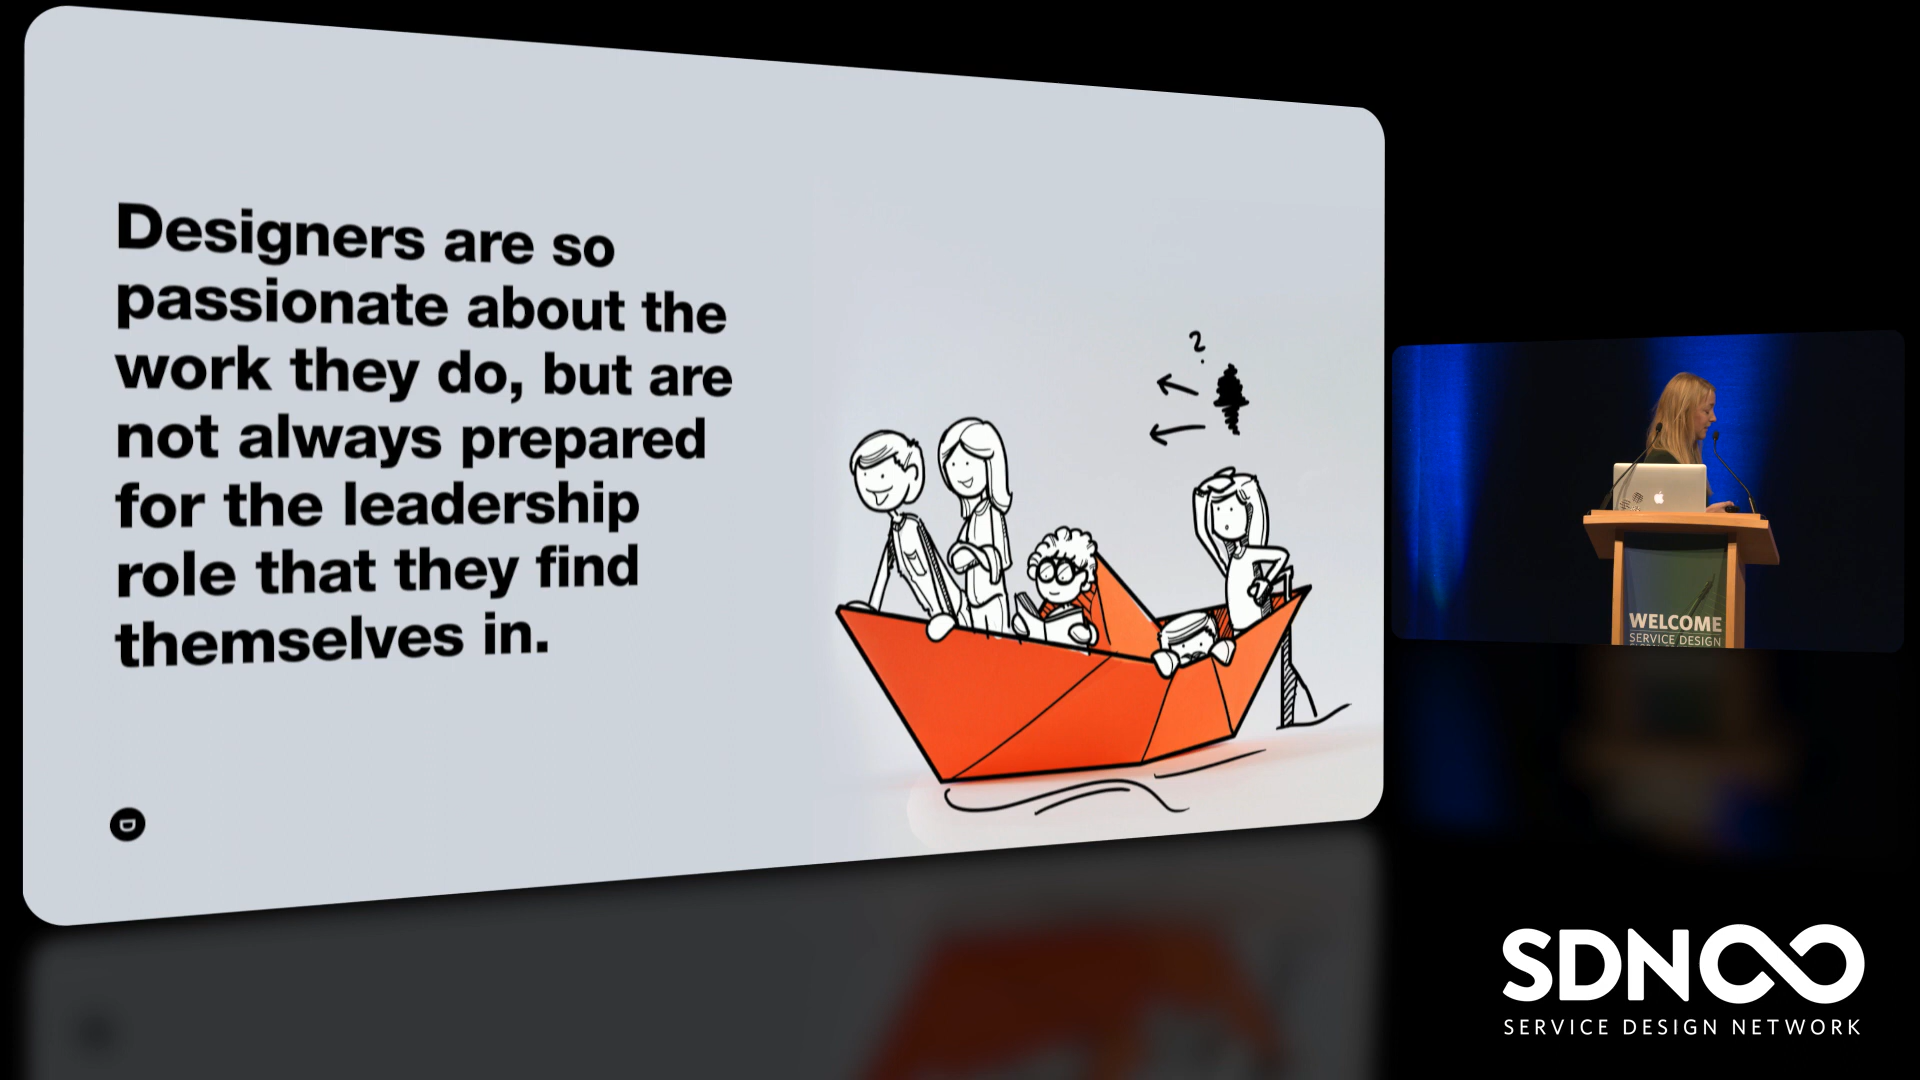 Designers are so
passionate about the
work they do, but are
not always prepared
for the leadership
role that they find
themselves in.
?
D
WELCOME
SERVICE DESIGN
SDN
SERVICE DESIGN NETWORK